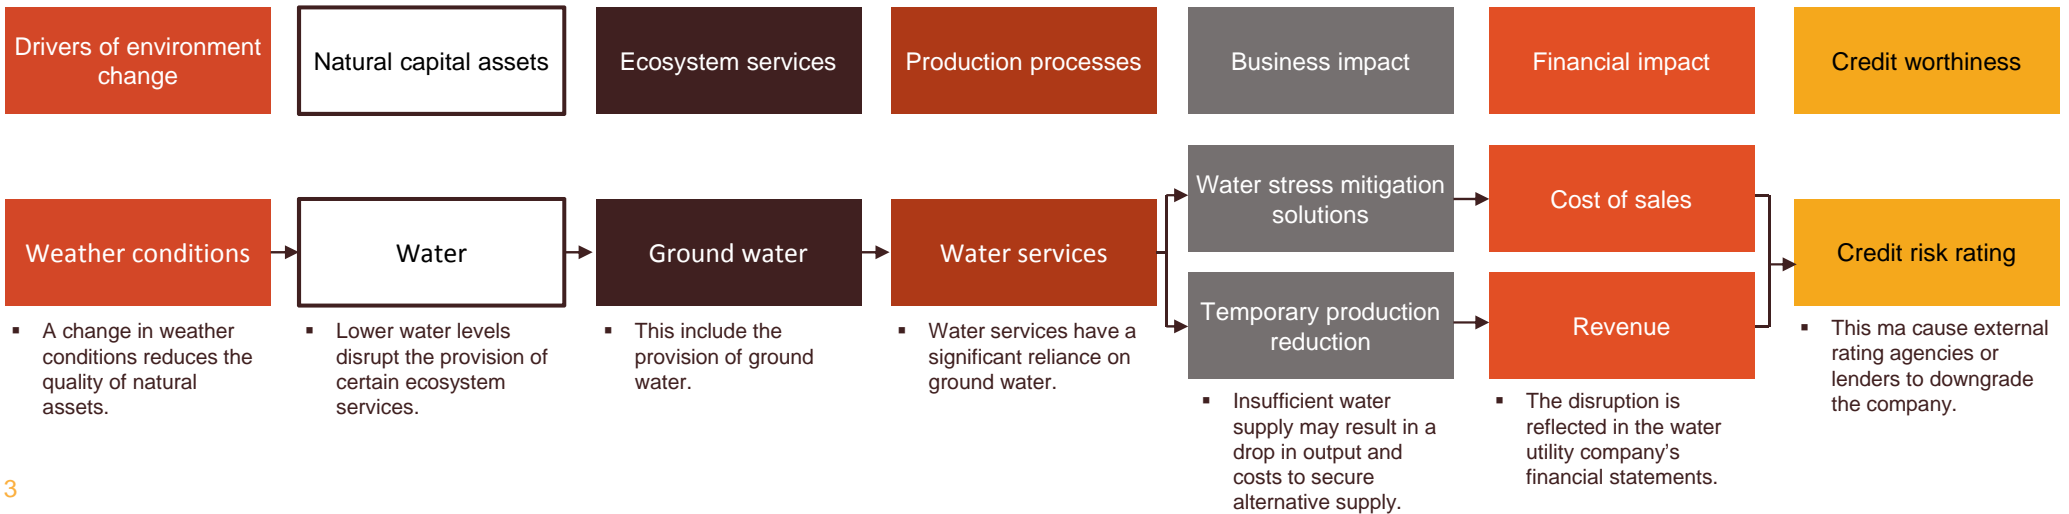 Drivers of environment
change
Natural capital assets
Ecosystem services
Production processes
Business impact
Financial impact
Credit worthiness
Weather conditions
Water
Ground water
Water services
Water stress mitigation
solutions
Temporary production
reduction
Cost of sales
Revenue
Credit risk rating
▪ A change in weather
conditions reduces the
quality of natural
assets.
▪ Lower water levels
disrupt the provision of
certain ecosystem
services.
▪ This include the
provision of ground
water.
▪ Water services have a
significant reliance on
ground water.
▪ Insufficient water
supply may result in a
drop in output and
costs to secure
alternative supply.
▪ The disruption is
reflected in the water
utility company’s
financial statements.
▪ This ma cause external
rating agencies or
lenders to downgrade
the company.
3